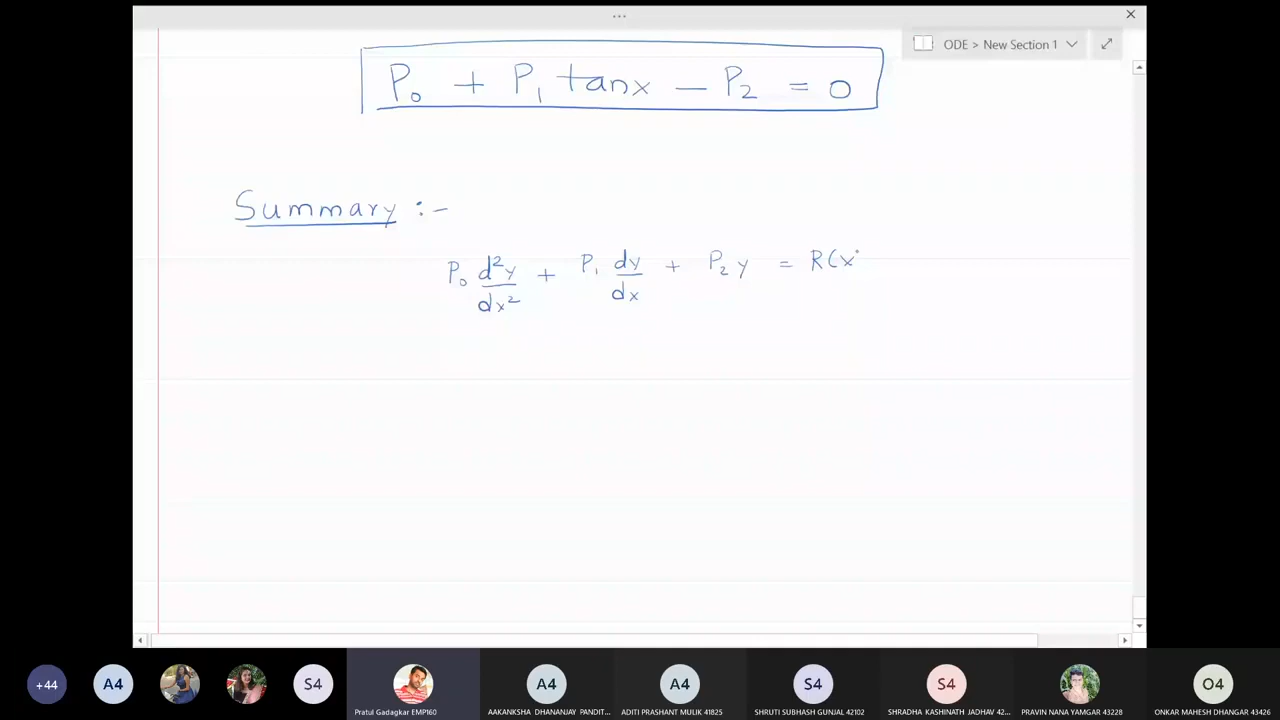 ODE > New Section 1
P₀ + P₁ tanx − P₂ = 0
Summary :-
P₀ d²y/dx² + P₁ dy/dx + P₂ y = R(x
+44
A4
S4
A4
A4
S4
S4
O4
Pratul Gadagkar EMP160
AAKANKSHA DHANANJAY PANDIT...
ADITI PRASHANT MULIK 41825
SHRUTI SUBHASH GUNJAL 42102
SHRADHA KASHINATH JADHAV 42...
PRAVIN NANA YAMGAR 43228
ONKAR MAHESH DHANGAR 43426